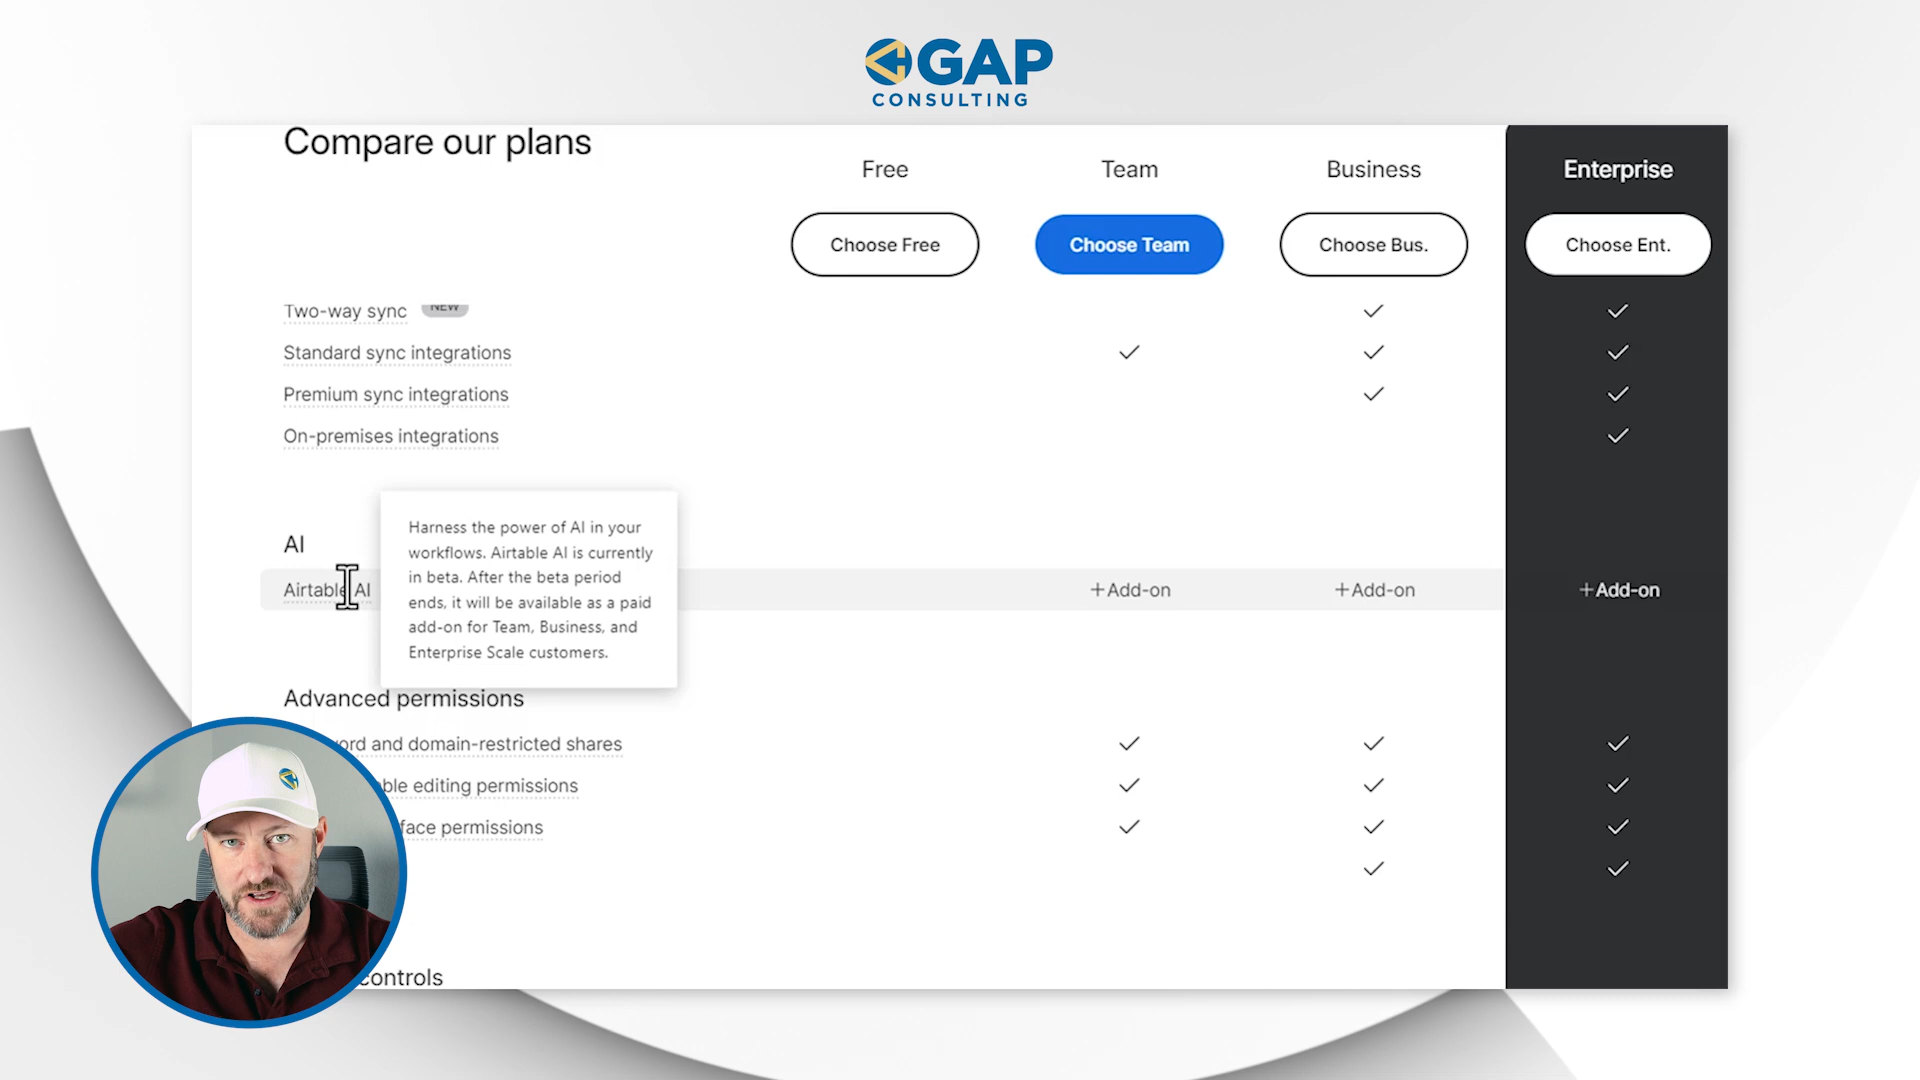 GAP
CONSULTING
Compare our plans
Free
Team
Business
Enterprise
Choose Free
Choose Team
Choose Bus.
Choose Ent.
Two-way sync NEW
Standard sync integrations
Premium sync integrations
On-premises integrations
AI
Airtable AI
+Add-on
+Add-on
+Add-on
Harness the power of AI in your
workflows. Airtable AI is currently
in beta. After the beta period
ends, it will be available as a paid
add-on for Team, Business, and
Enterprise Scale customers.
Advanced permissions
and domain-restricted shares
editing permissions
permissions
controls